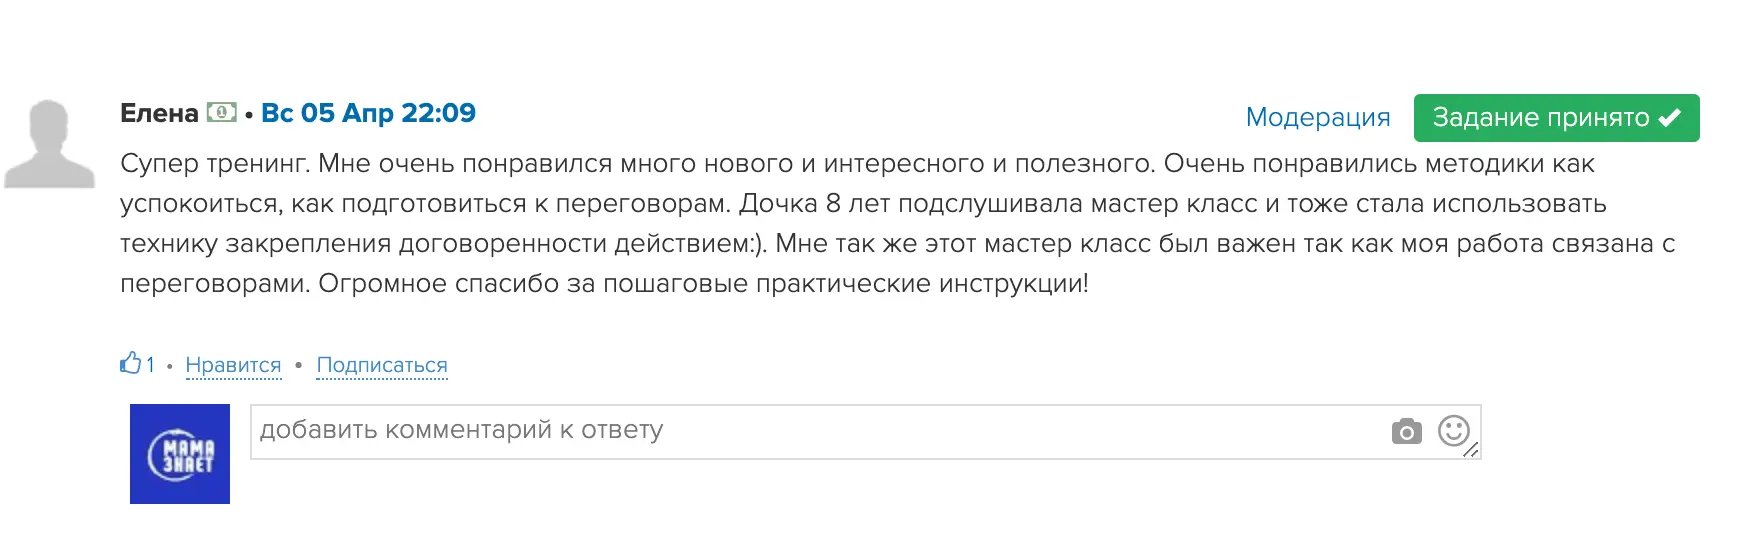 Елена 1 • Вс 05 Апр 22:09
Модерация
Задание принято ✔
Супер тренинг. Мне очень понравился много нового и интересного и полезного. Очень понравились методики как
успокоиться, как подготовиться к переговорам. Дочка 8 лет подслушивала мастер класс и тоже стала использовать
технику закрепления договоренности действием:). Мне так же этот мастер класс был важен так как моя работа связана с
переговорами. Огромное спасибо за пошаговые практические инструкции!
1 • Нравится • Подписаться
МАМА
ЗНАЕТ
добавить комментарий к ответу